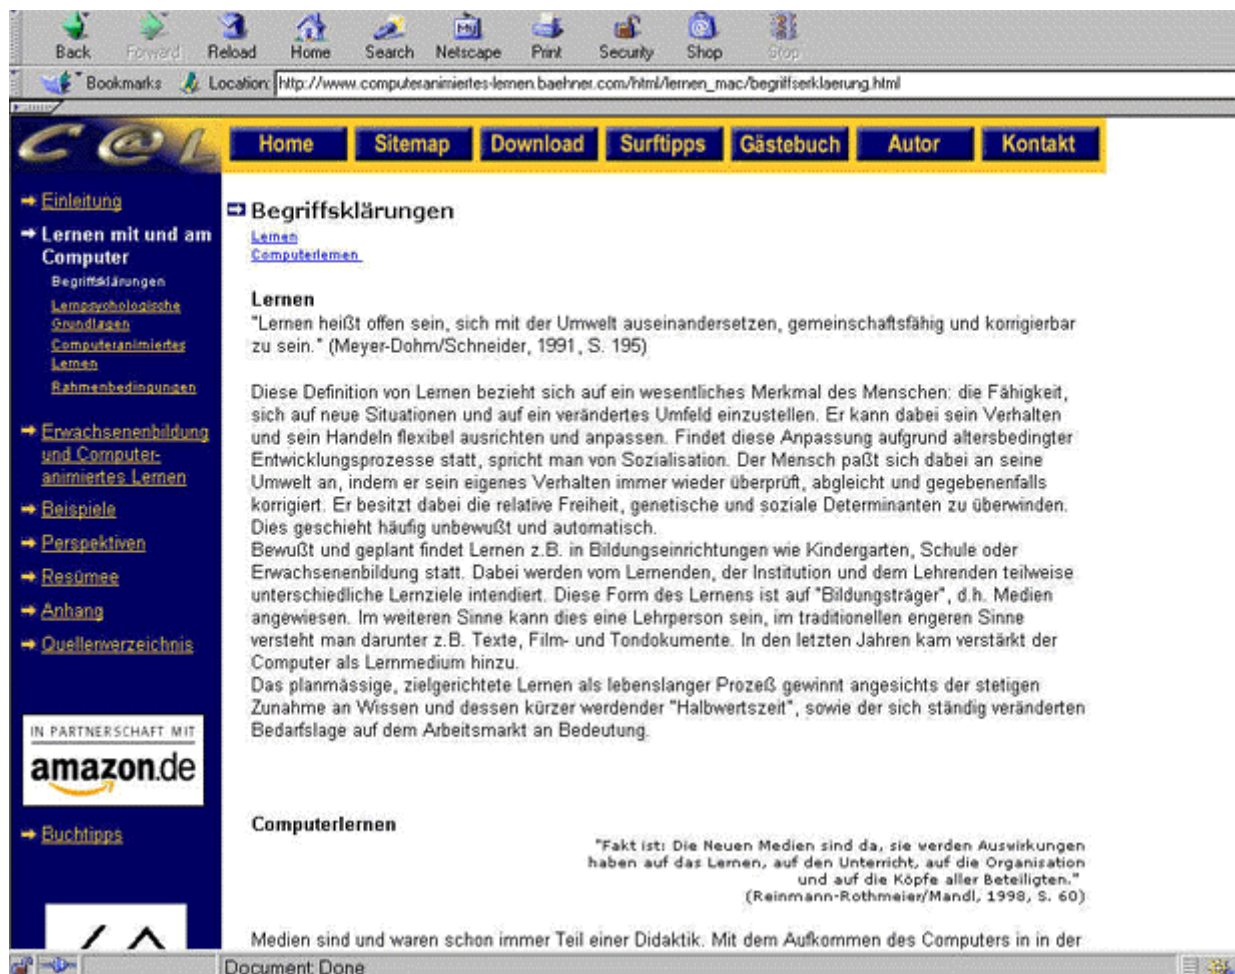 Back Forward Reload Home Search Netscape Print Security Shop Stop
Bookmarks Location: http://www.computeranimiertes-lernen.baehner.com/html/lernen_mac/begriffserklaerung.html
C@L
Home Sitemap Download Surftipps Gästebuch Autor Kontakt
Einleitung
Lernen mit und am
Computer
Begriffsklärungen
Lernpsychologische
Grundlagen
Computeranimiertes
Lernen
Rahmenbedingungen
Erwachsenenbildung
und Computer-
animiertes Lernen
Beispiele
Perspektiven
Resümee
Anhang
Quellenverzeichnis
IN PARTNERSCHAFT MIT
amazon.de
Buchtipps
Begriffsklärungen
Lernen
Computerlernen
Lernen
"Lernen heißt offen sein, sich mit der Umwelt auseinandersetzen, gemeinschaftsfähig und korrigierbar
zu sein." (Meyer-Dohm/Schneider, 1991, S. 195)
Diese Definition von Lernen bezieht sich auf ein wesentliches Merkmal des Menschen: die Fähigkeit,
sich auf neue Situationen und auf ein verändertes Umfeld einzustellen. Er kann dabei sein Verhalten
und sein Handeln flexibel ausrichten und anpassen. Findet diese Anpassung aufgrund altersbedingter
Entwicklungsprozesse statt, spricht man von Sozialisation. Der Mensch paßt sich dabei an seine
Umwelt an, indem er sein eigenes Verhalten immer wieder überprüft, abgleicht und gegebenenfalls
korrigiert. Er besitzt dabei die relative Freiheit, genetische und soziale Determinanten zu überwinden.
Dies geschieht häufig unbewußt und automatisch.
Bewußt und geplant findet Lernen z.B. in Bildungseinrichtungen wie Kindergarten, Schule oder
Erwachsenenbildung statt. Dabei werden vom Lernenden, der Institution und dem Lehrenden teilweise
unterschiedliche Lernziele intendiert. Diese Form des Lernens ist auf "Bildungsträger", d.h. Medien
angewiesen. Im weiteren Sinne kann dies eine Lehrperson sein, im traditionellen engeren Sinne
versteht man darunter z.B. Texte, Film- und Tondokumente. In den letzten Jahren kam verstärkt der
Computer als Lernmedium hinzu.
Das planmässige, zielgerichtete Lernen als lebenslanger Prozeß gewinnt angesichts der stetigen
Zunahme an Wissen und dessen kürzer werdender "Halbwertszeit", sowie der sich ständig veränderten
Bedarfslage auf dem Arbeitsmarkt an Bedeutung.
Computerlernen
"Fakt ist: Die Neuen Medien sind da, sie werden Auswirkungen
haben auf das Lernen, auf den Unterricht, auf die Organisation
und auf die Köpfe aller Beteiligten."
(Reinmann-Rothmeier/Mandl, 1998, S. 60)
Medien sind und waren schon immer Teil einer Didaktik. Mit dem Aufkommen des Computers in in der
Document: Done